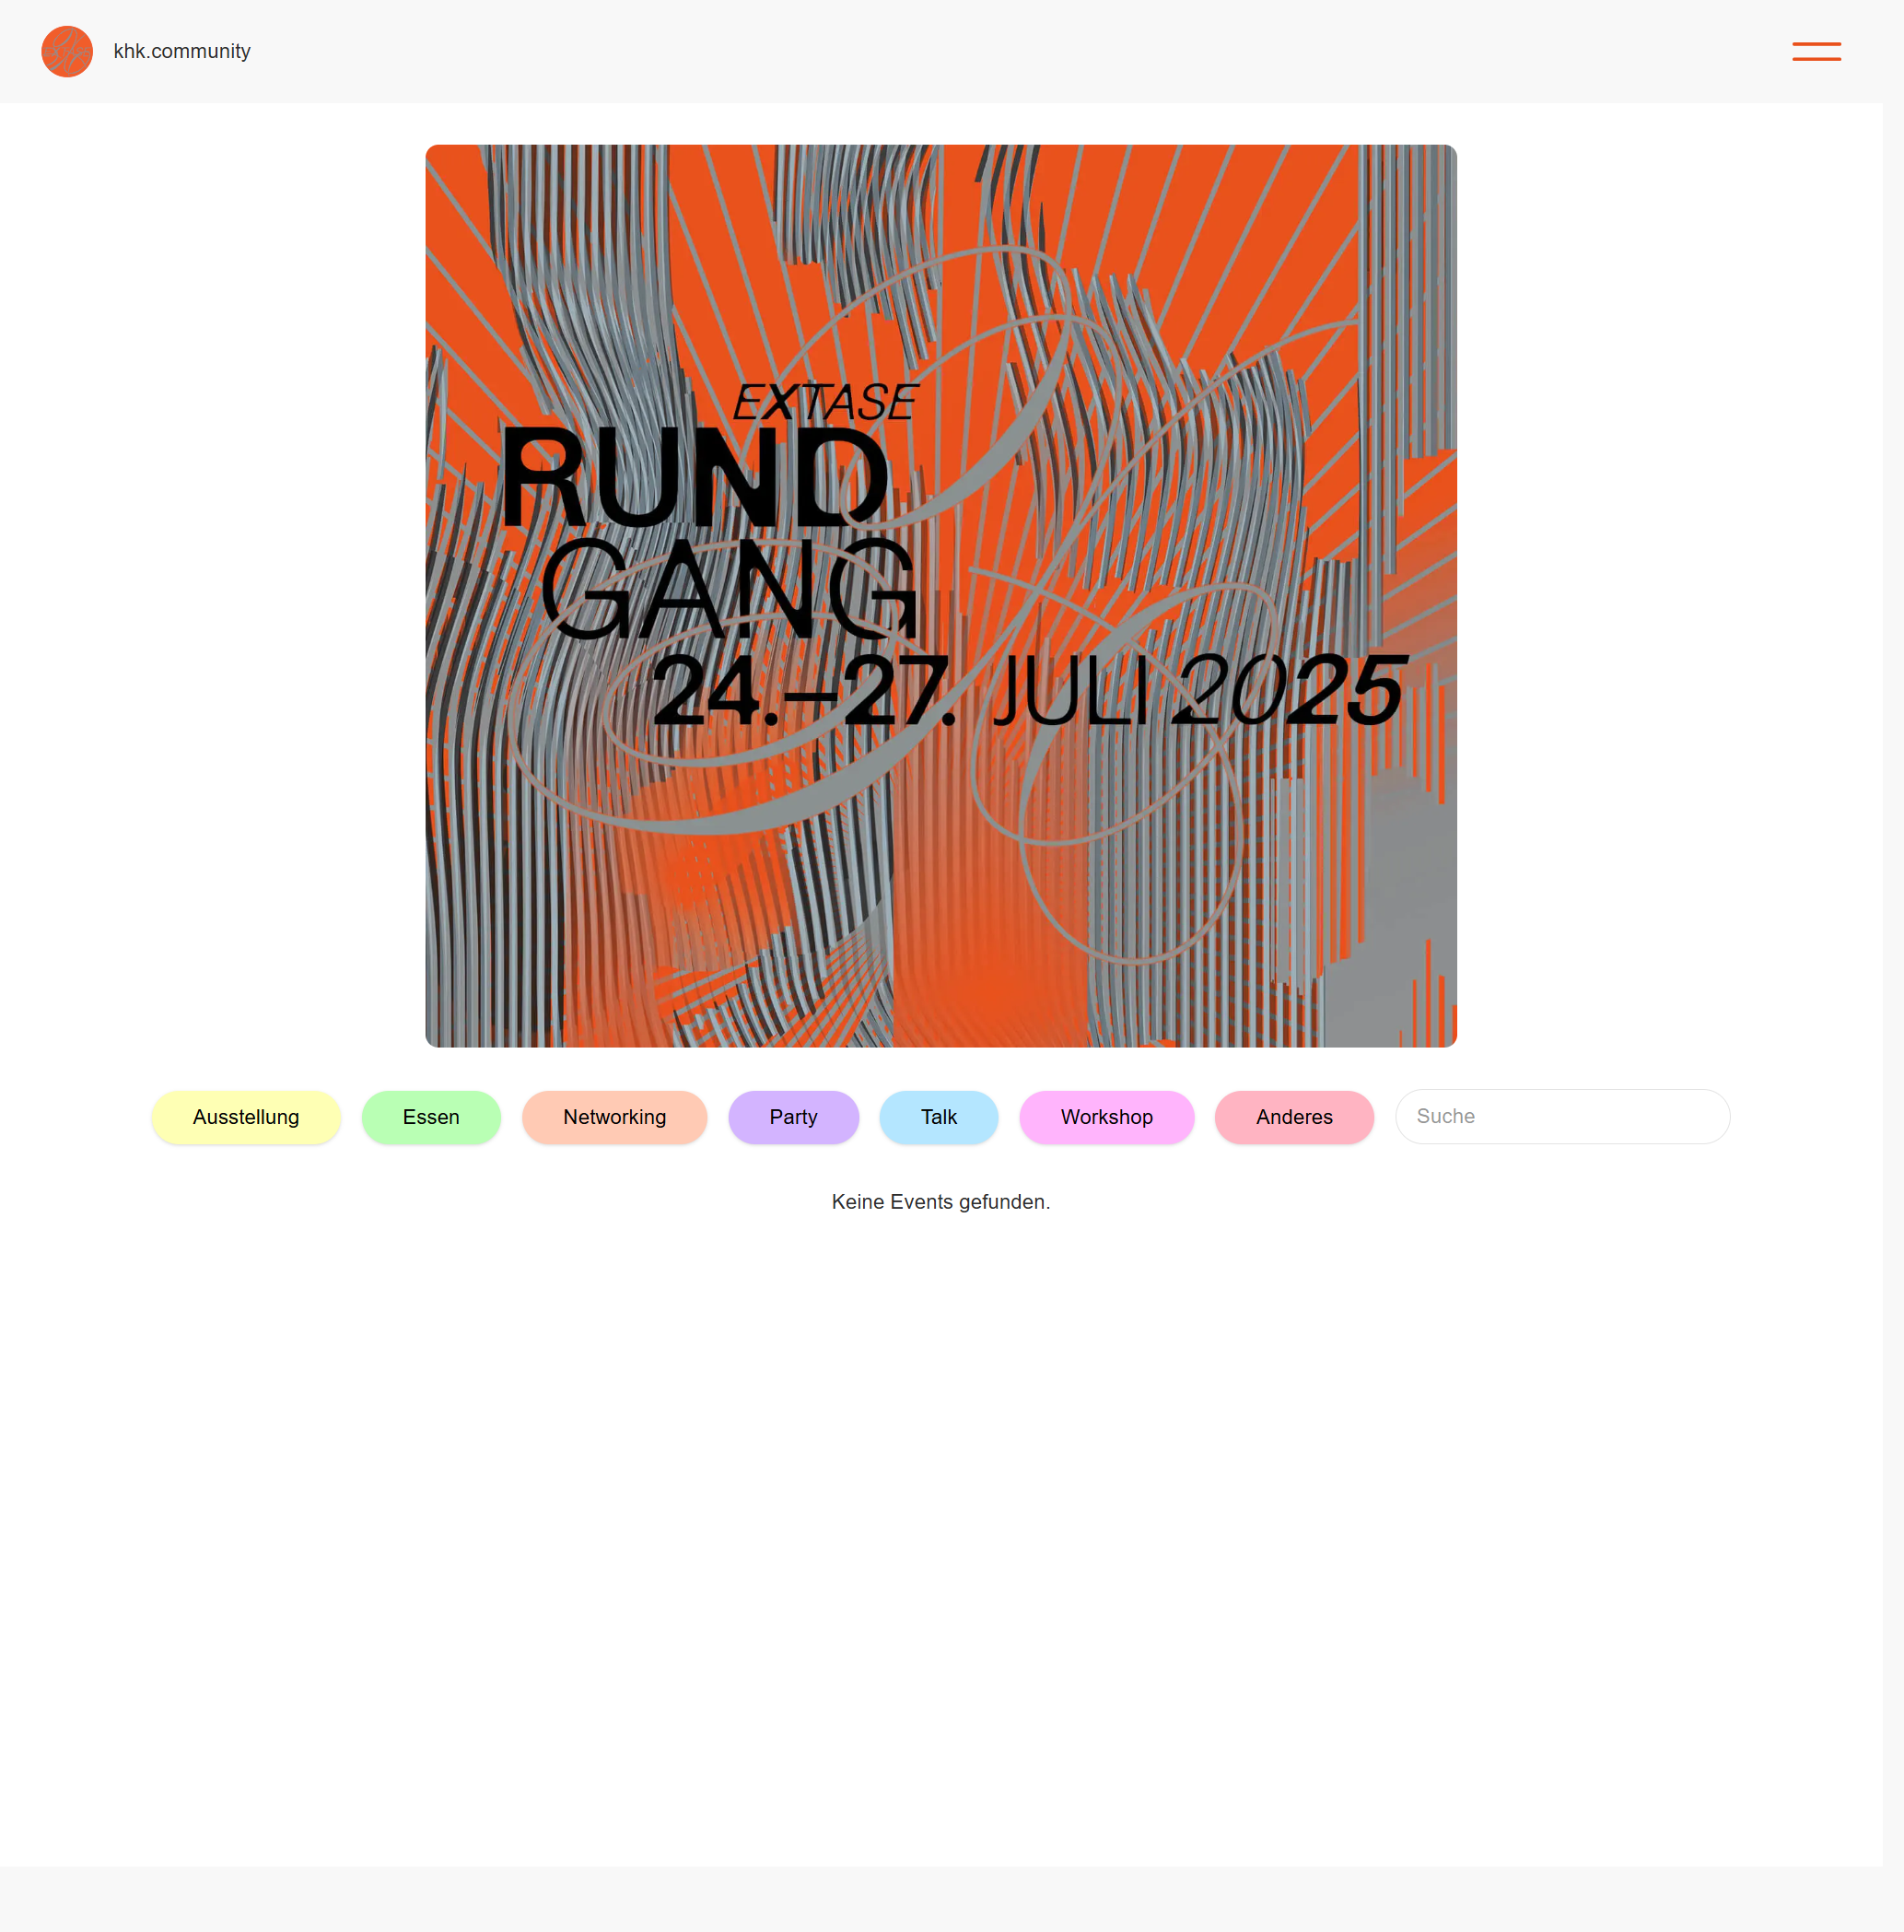 khk.community
EXTASE
RUND
GANG
24.–27. JULI 2025
Ausstellung
Essen
Networking
Party
Talk
Workshop
Anderes
Suche
Keine Events gefunden.